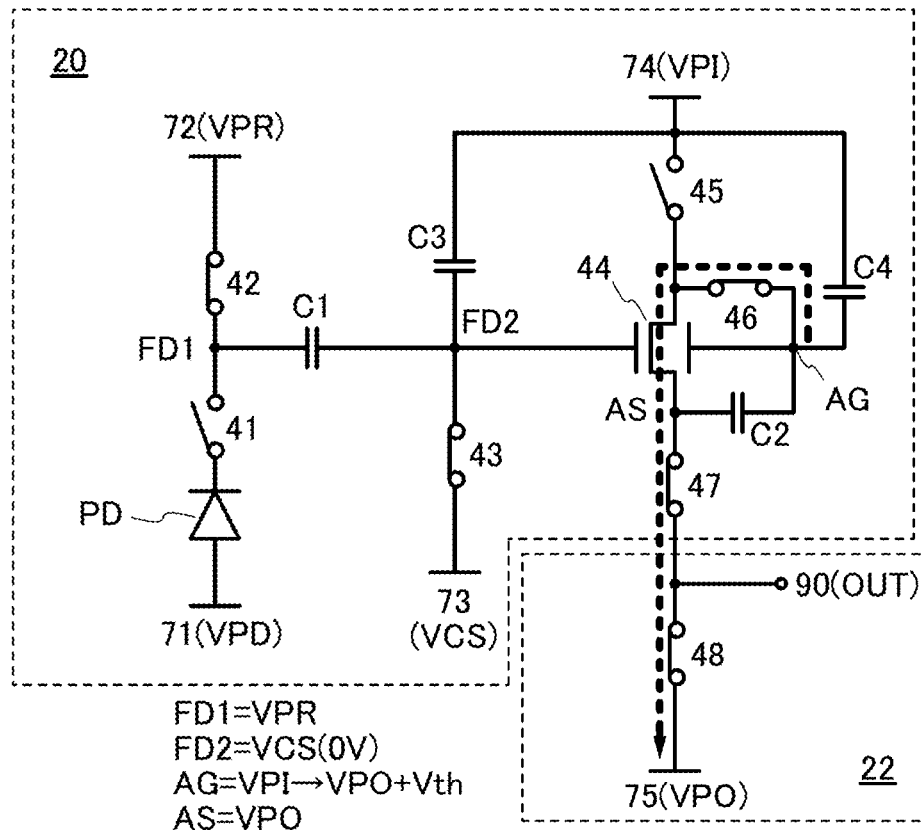 20
74(VPI)
72(VPR)
45
C3
44
C4
42
C1
46
FD1
FD2
AS
AG
41
43
C2
47
PD
90(OUT)
73
(VCS)
71(VPD)
48
FD1=VPR
FD2=VCS(0V)
AG=VPI→VPO+Vth
AS=VPO
75(VPO)
22